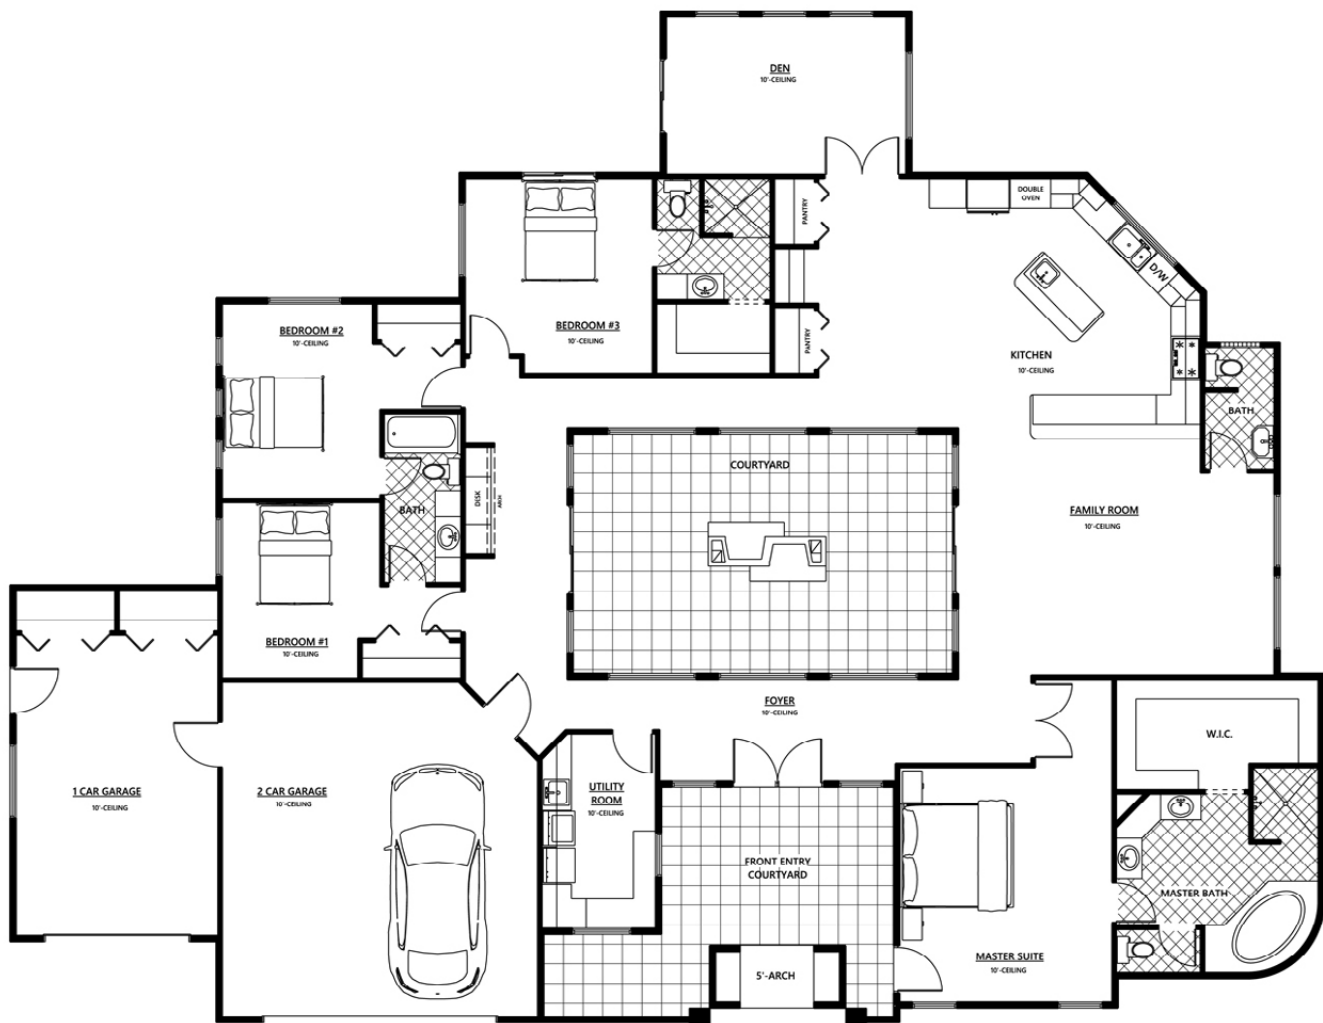 DEN
10'-CEILING
DOUBLE
OVEN
PANTRY
D/W
BEDROOM #2
10'-CEILING
BEDROOM #3
10'-CEILING
PANTRY
KITCHEN
10'-CEILING
BATH
COURTYARD
DISK
ARCH
BATH
FAMILY ROOM
10'-CEILING
BEDROOM #1
10'-CEILING
FOYER
10'-CEILING
W.I.C.
1 CAR GARAGE
10'-CEILING
2 CAR GARAGE
10'-CEILING
UTILITY
ROOM
10'-CEILING
FRONT ENTRY
COURTYARD
MASTER BATH
5'-ARCH
MASTER SUITE
10'-CEILING